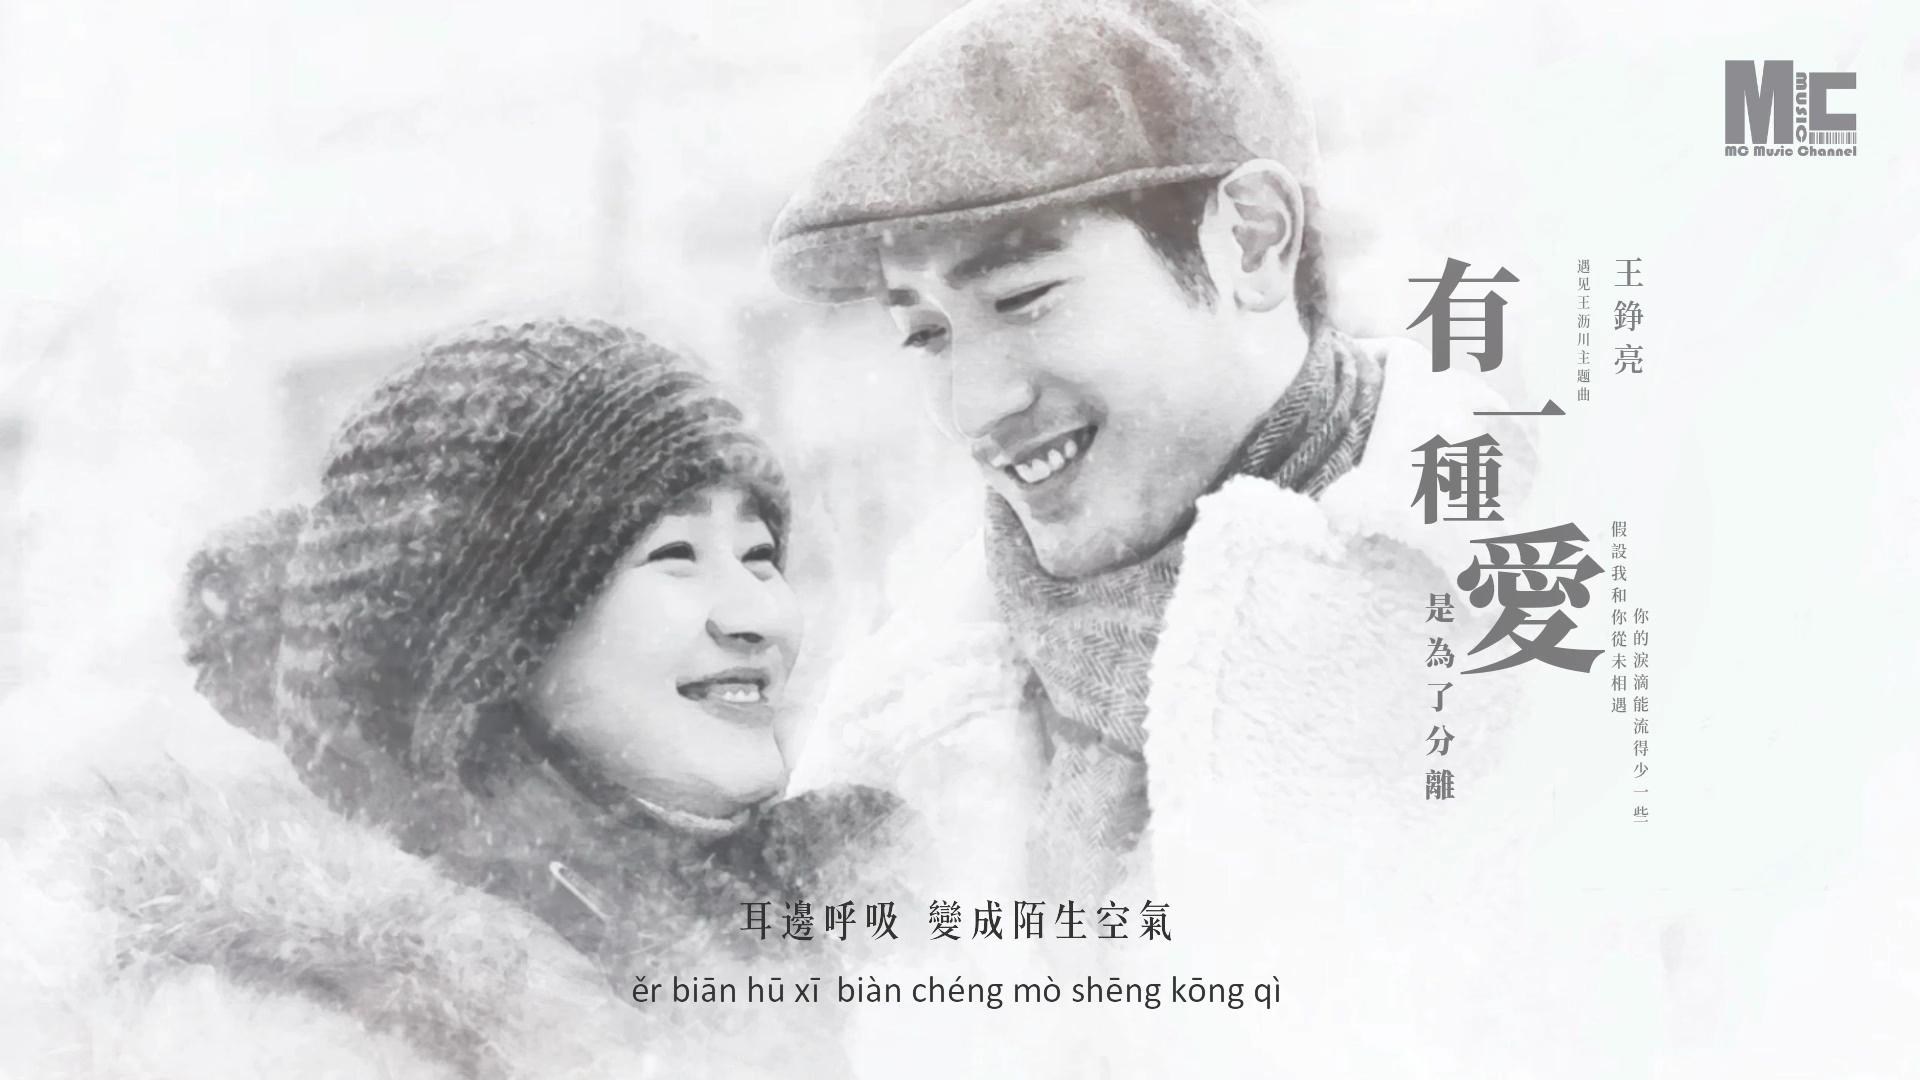 MC
music
MC Music Channel
王錚亮
遇见王沥川主题曲
有一種愛
是為了分離
假設我和你從未相遇
你的淚滴能流得少一些
耳邊呼吸 變成陌生空氣
ěr biān hū xī biàn chéng mò shēng kōng qì